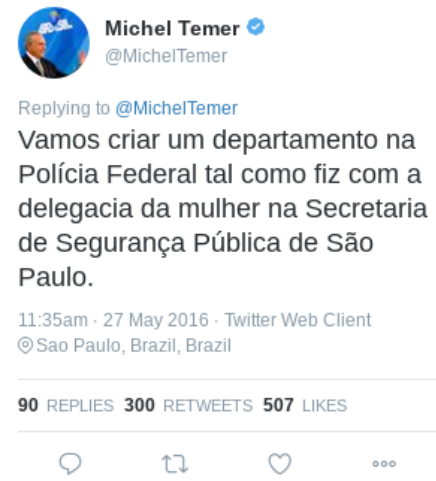 Michel Temer
@MichelTemer
Replying to @MichelTemer
Vamos criar um departamento na
Polícia Federal tal como fiz com a
delegacia da mulher na Secretaria
de Segurança Pública de São
Paulo.
11:35am · 27 May 2016 · Twitter Web Client
Sao Paulo, Brazil, Brazil
90 REPLIES 300 RETWEETS 507 LIKES